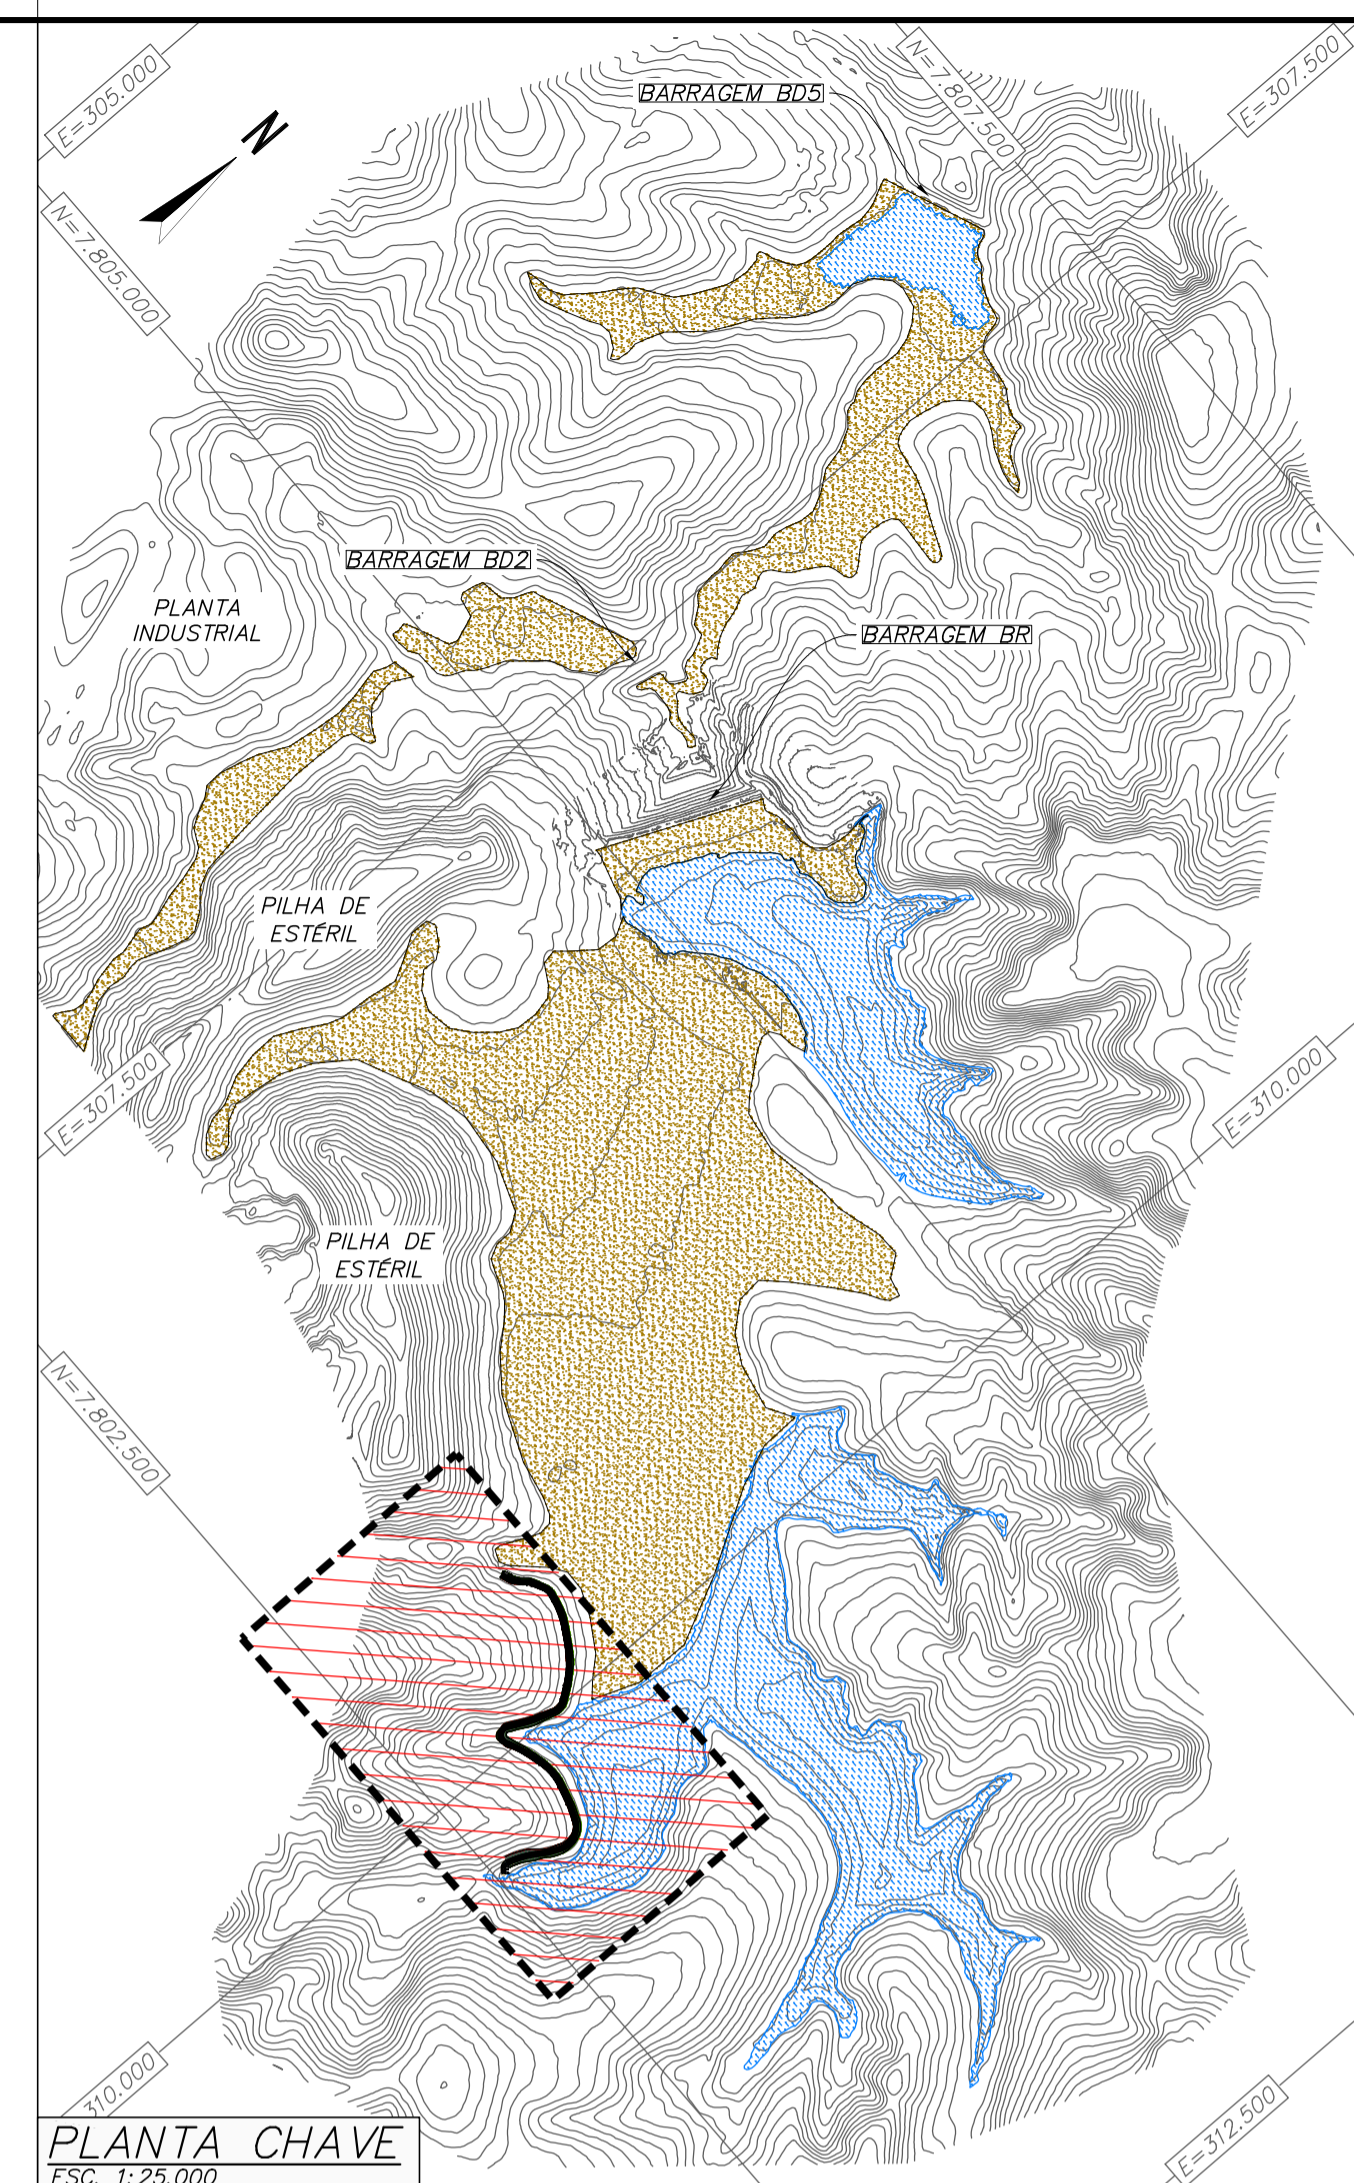 E=305.000
N=7.807.500
E=307.500
BARRAGEM BD5
N
N=7.805.000
BARRAGEM BD2
PLANTA
INDUSTRIAL
BARRAGEM BR
PILHA DE
ESTÉRIL
E=307.500
E=310.000
PILHA DE
ESTÉRIL
N=7.802.500
310.000
E=312.500
PLANTA CHAVE
ESC. 1:25.000